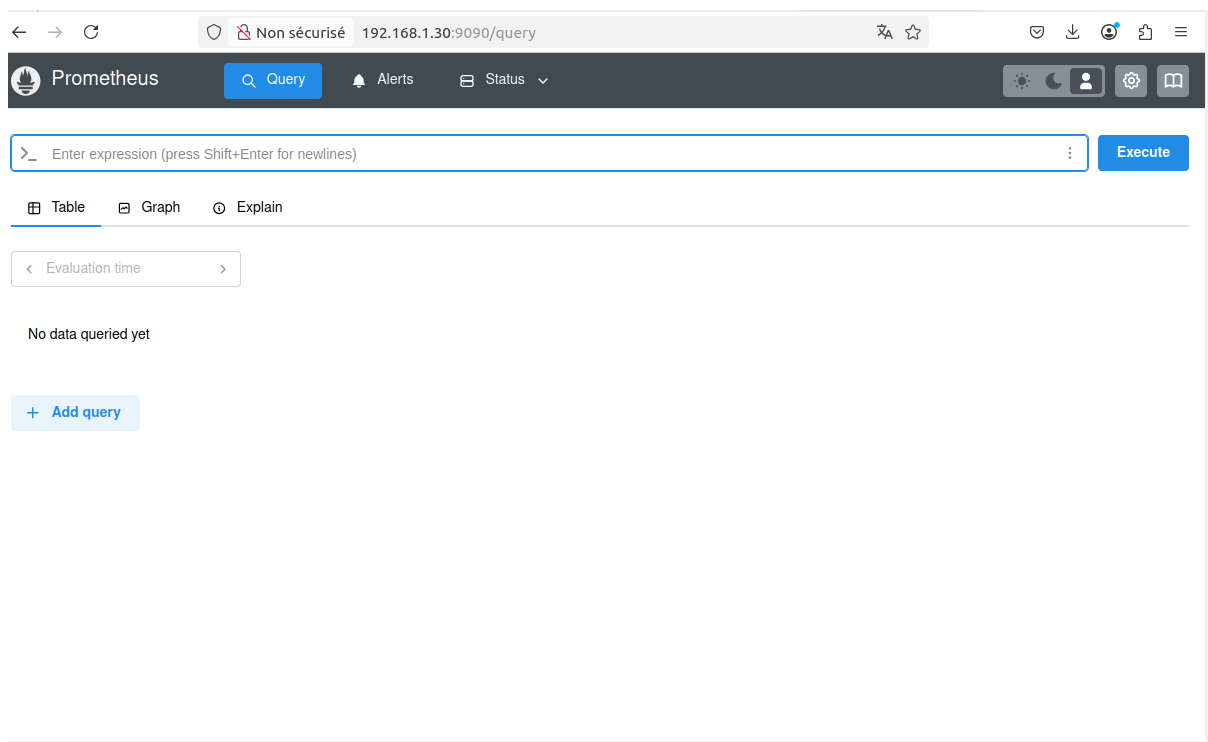 Non sécurisé 192.168.1.30:9090/query
Prometheus Query Alerts Status
Enter expression (press Shift+Enter for newlines) Execute
Table Graph Explain
Evaluation time
No data queried yet
Add query